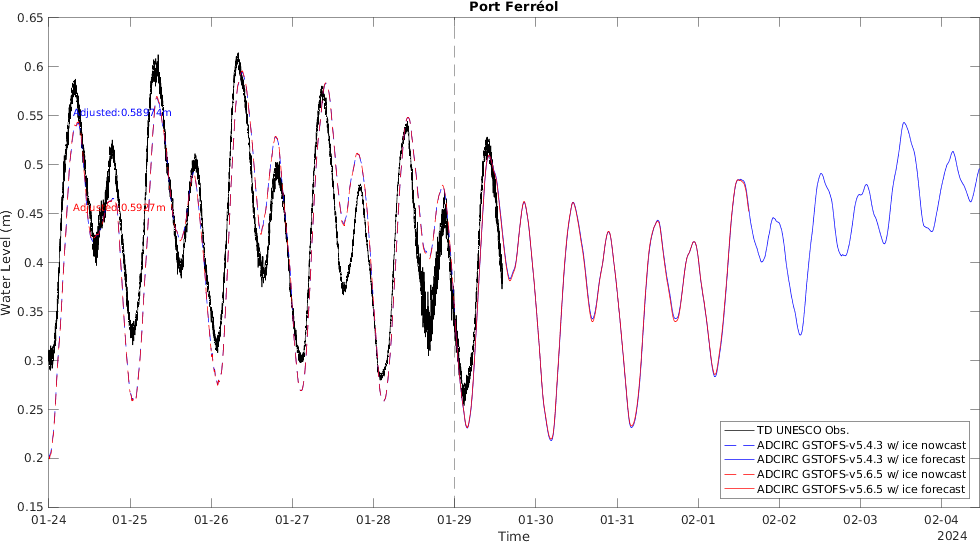 Port Ferréol
0.65
0.6
0.55
0.5
0.45
0.4
0.35
0.3
0.25
0.2
0.15
Water Level (m)
Adjusted:0.58974m
TD UNESCO Obs.
ADCIRC GSTOFS-v5.4.3 w/ ice nowcast
ADCIRC GSTOFS-v5.4.3 w/ ice forecast
ADCIRC GSTOFS-v5.6.5 w/ ice nowcast
ADCIRC GSTOFS-v5.6.5 w/ ice forecast
01-24 01-25 01-26 01-27 01-28 01-29 01-30 01-31 02-01 02-02 02-03 02-04
Time
2024